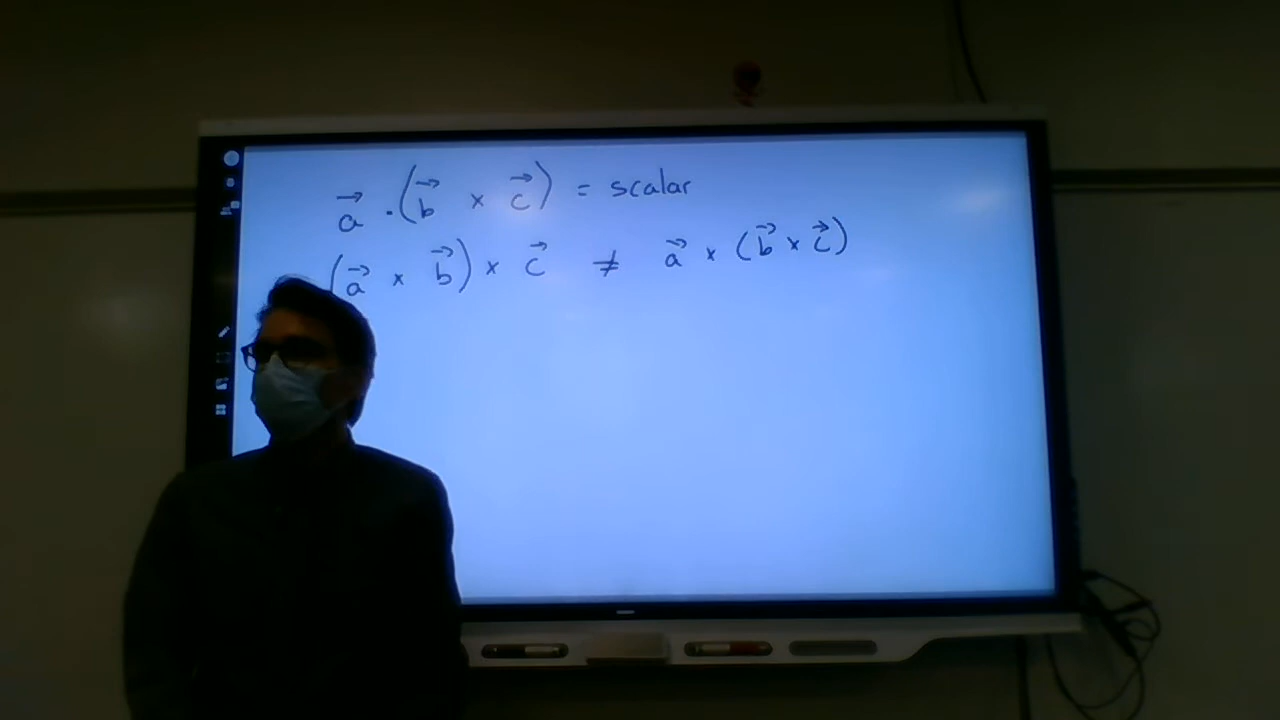 a⃗ · (b⃗ × c⃗) = scalar
(a⃗ × b⃗) × c⃗ ≠ a⃗ × (b⃗ × c⃗)